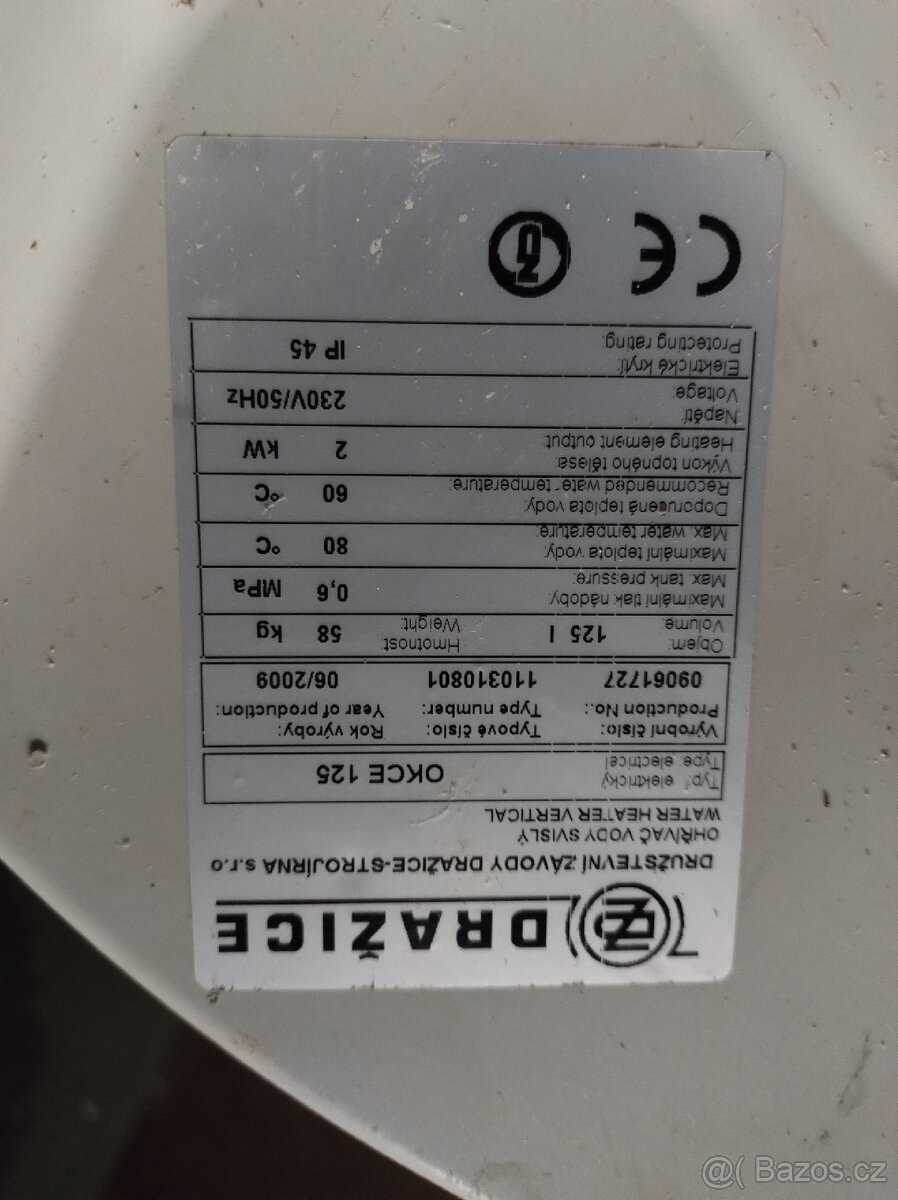 DRAŽICE
DRUŽSTEVNÍ ZÁVODY DRAŽICE-STROJÍRNA s.r.o
OHŘÍVAČ VODY SVISLÝ
WATER HEATER VERTICAL
Typ elektrický OKCE 125
Type electrical
Výrobní číslo: Typové číslo: Rok výroby:
Production No.: Type number: Year of production:
09061727 110310801 06/2009
Objem: 125 l Hmotnost: 58 kg
Volume: Weight:
Maximální tlak nádoby: 0,6 MPa
Max. tank pressure:
Maximální teplota vody: 80 °C
Max. water temperature:
Doporučená teplota vody: 60 °C
Recommended water temperature:
Výkon topného tělesa: 2 kW
Heating element output:
Napětí: 230V/50Hz
Voltage:
Elektrické krytí: IP 45
Protecting rating:
CE
@( Bazos.cz